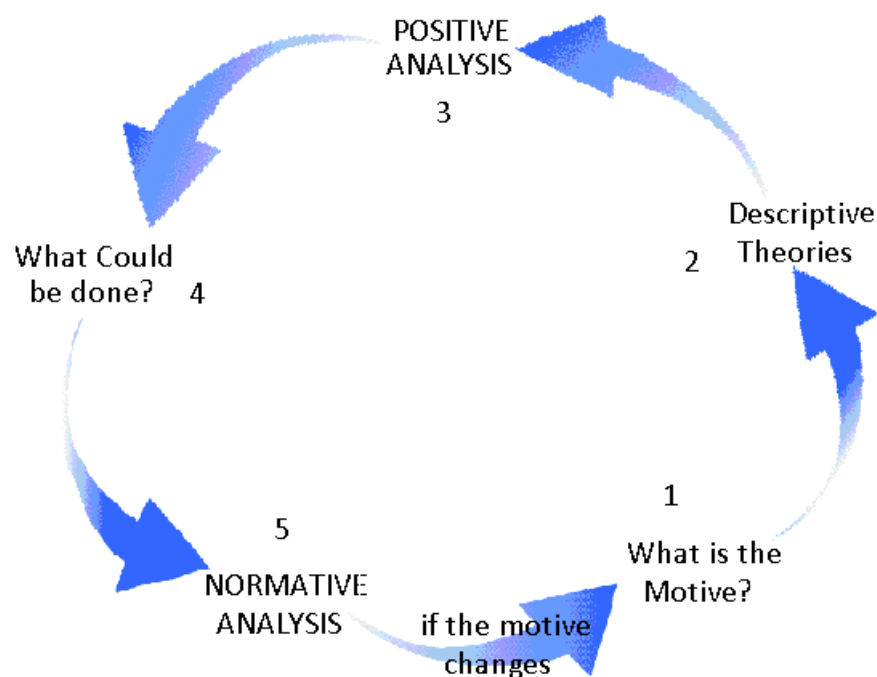 POSITIVE
ANALYSIS
3
Descriptive
Theories
2
What Could
be done?
4
1
What is the
Motive?
5
NORMATIVE
ANALYSIS
if the motive
changes